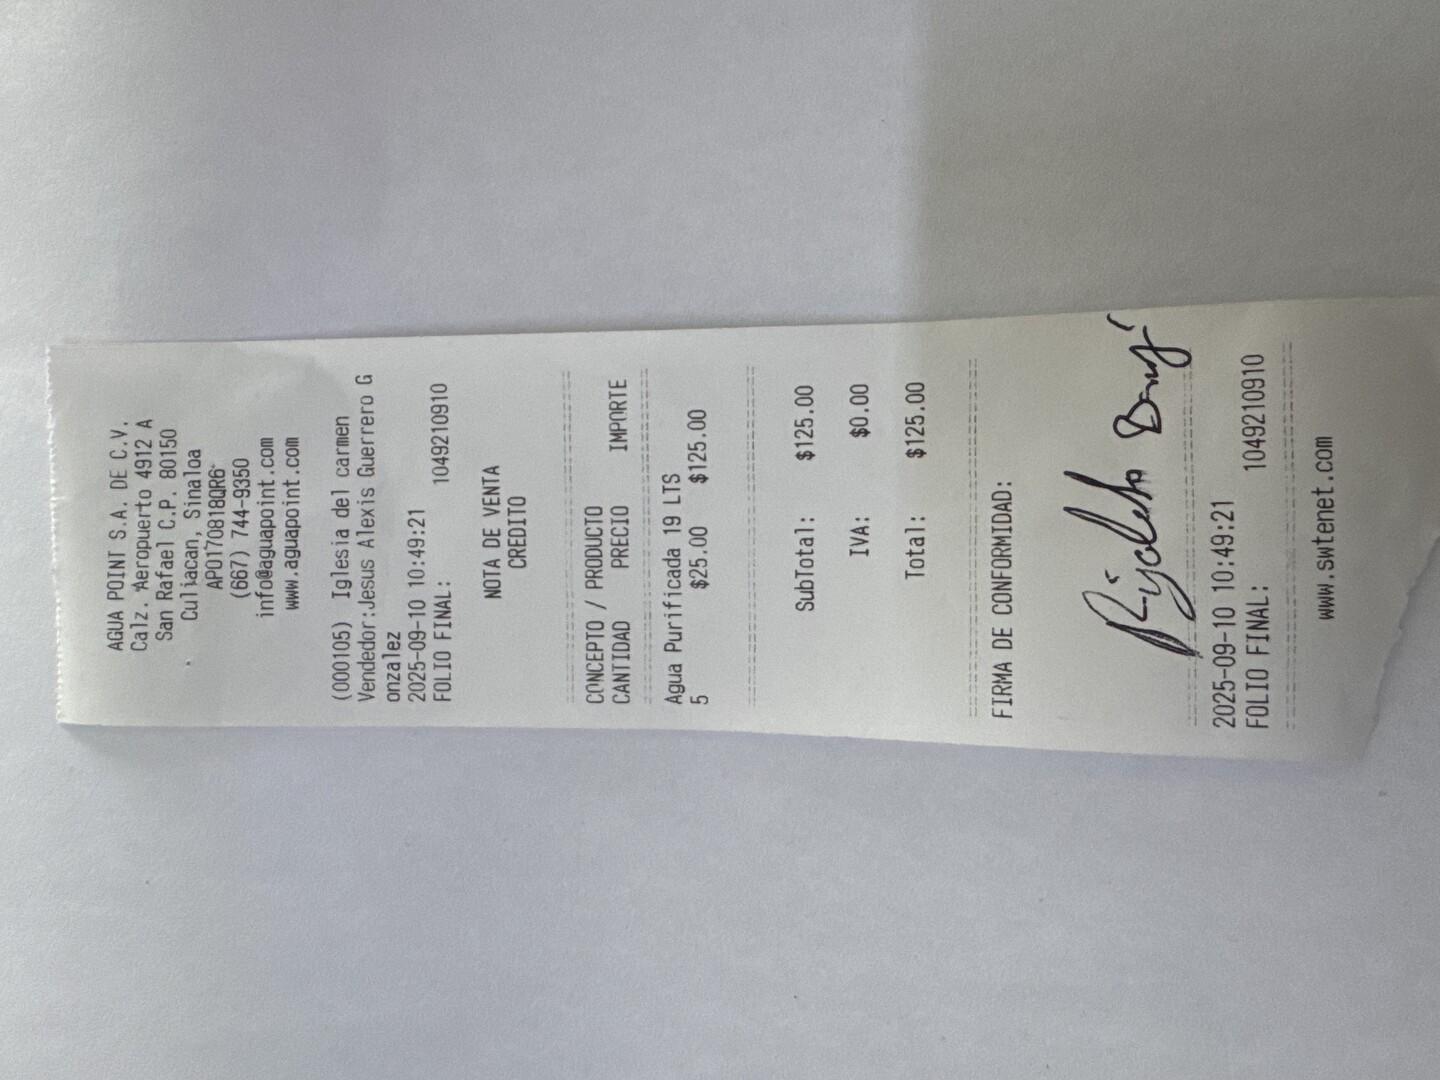 AGUA POINT S.A. DE C.V.
Calz. Aeropuerto 4912 A
San Rafael C.P. 80150
Culiacan, Sinaloa
APO170818QR6
(667) 744-9350
info@aguapoint.com
www.aguapoint.com
(000105) Iglesia del carmen
Vendedor:Jesus Alexis Guerrero G
onzalez
2025-09-10 10:49:21
FOLIO FINAL: 1049210910
NOTA DE VENTA
CREDITO
CONCEPTO / PRODUCTO
CANTIDAD PRECIO IMPORTE
Agua Purificada 19 LTS
5 $25.00 $125.00
SubTotal: $125.00
IVA: $0.00
Total: $125.00
FIRMA DE CONFORMIDAD:
2025-09-10 10:49:21
FOLIO FINAL: 1049210910
www.swtenet.com